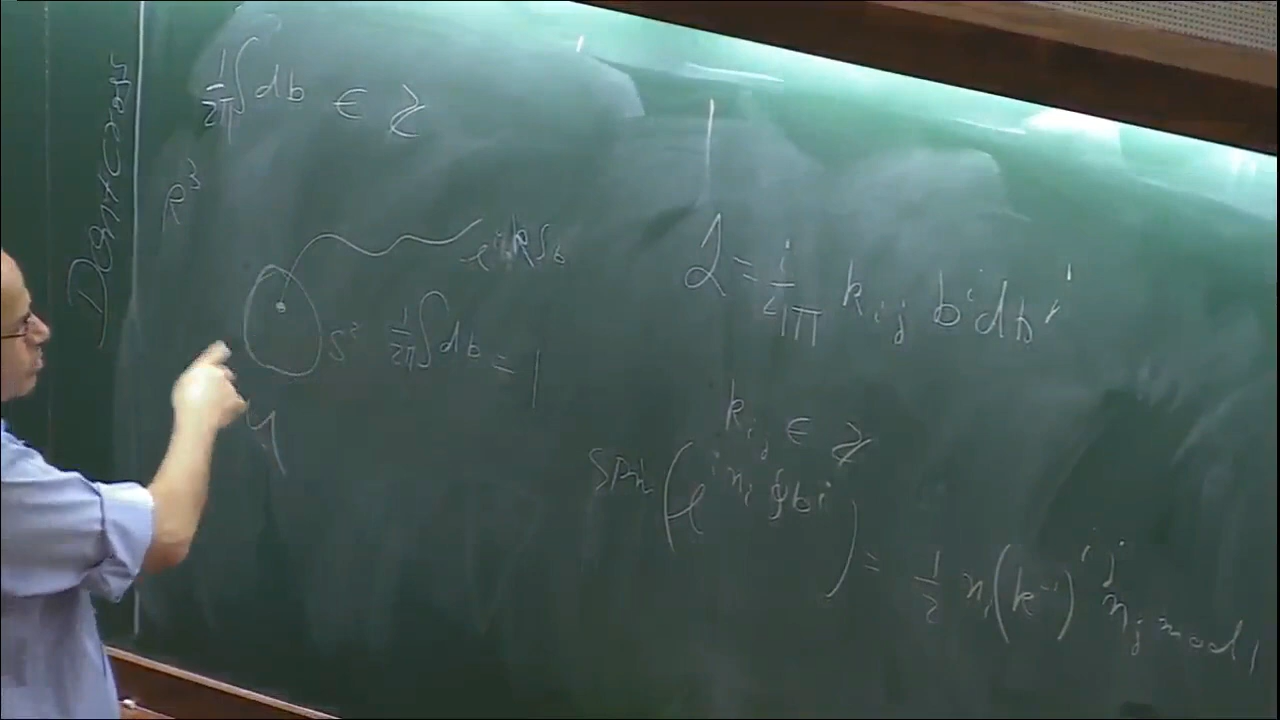 1/2π ∫ db ∈ ℤ
R³
e^{ik∫b}
S² 1/2π ∫ db = 1
L = i/4π k_{ij} b^i db^j
k_{ij} ∈ ℤ
spin ( e^{i n_i ∮ b^i} ) = 1/2 n_i (k^{-1})^{ij} n_j mod 1